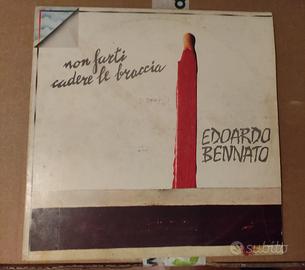 non farti
cadere le braccia
EDOARDO
BENNATO
subito